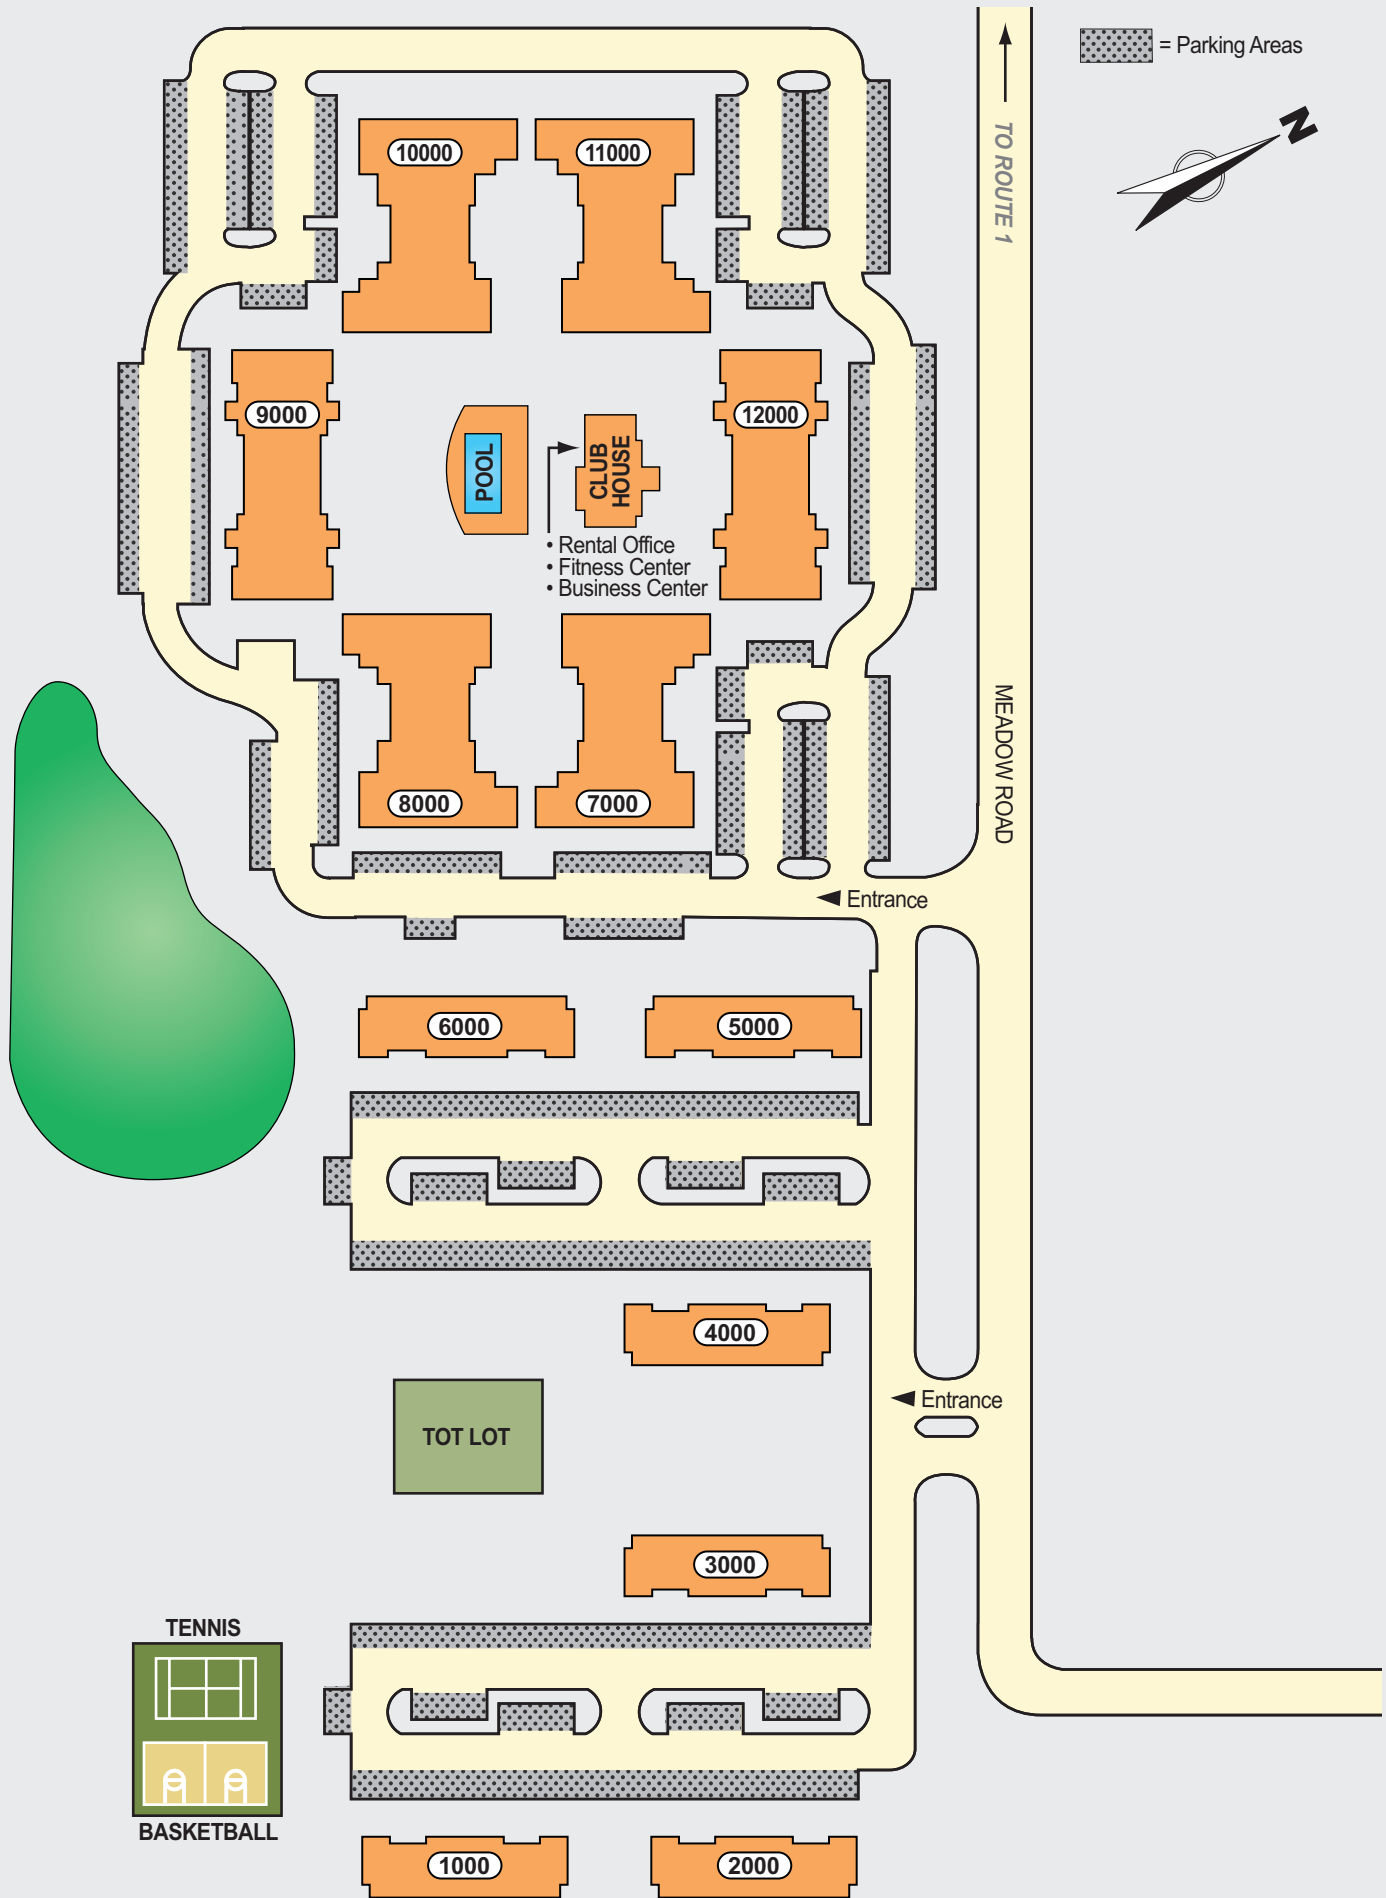 = Parking Areas
N
TO ROUTE 1
10000
11000
9000
12000
POOL
CLUB
HOUSE
• Rental Office
• Fitness Center
• Business Center
MEADOW ROAD
8000
7000
Entrance
6000
5000
4000
Entrance
TOT LOT
3000
TENNIS
BASKETBALL
1000
2000